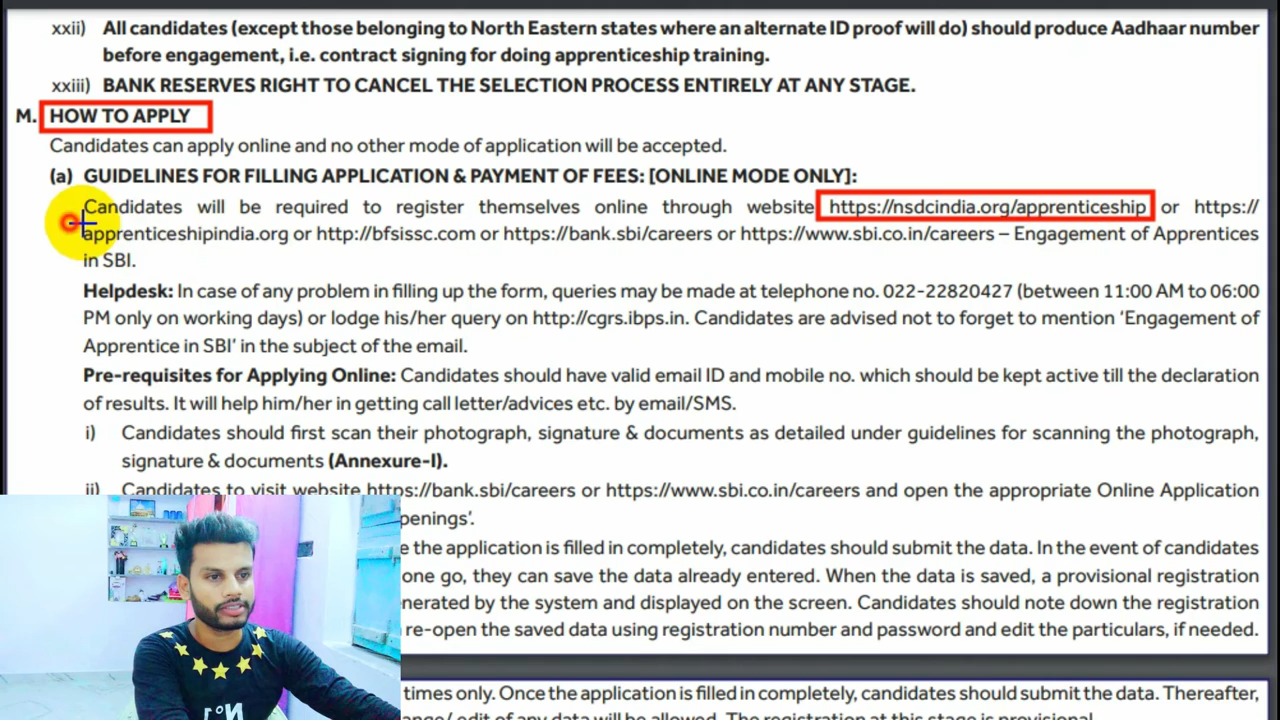 xxii) All candidates (except those belonging to North Eastern states where an alternate ID proof will do) should produce Aadhaar number
before engagement, i.e. contract signing for doing apprenticeship training.
xxiii) BANK RESERVES RIGHT TO CANCEL THE SELECTION PROCESS ENTIRELY AT ANY STAGE.
M. HOW TO APPLY
Candidates can apply online and no other mode of application will be accepted.
(a) GUIDELINES FOR FILLING APPLICATION & PAYMENT OF FEES: [ONLINE MODE ONLY]:
Candidates will be required to register themselves online through website https://nsdcindia.org/apprenticeship or https://
apprenticeshipindia.org or http://bfsissc.com or https://bank.sbi/careers or https://www.sbi.co.in/careers – Engagement of Apprentices
in SBI.
Helpdesk: In case of any problem in filling up the form, queries may be made at telephone no. 022-22820427 (between 11:00 AM to 06:00
PM only on working days) or lodge his/her query on http://cgrs.ibps.in. Candidates are advised not to forget to mention ‘Engagement of
Apprentice in SBI’ in the subject of the email.
Pre-requisites for Applying Online: Candidates should have valid email ID and mobile no. which should be kept active till the declaration
of results. It will help him/her in getting call letter/advices etc. by email/SMS.
i) Candidates should first scan their photograph, signature & documents as detailed under guidelines for scanning the photograph,
signature & documents (Annexure-I).
ii) Candidates to visit website https://bank.sbi/careers or https://www.sbi.co.in/careers and open the appropriate Online Application
penings’.
e the application is filled in completely, candidates should submit the data. In the event of candidates
one go, they can save the data already entered. When the data is saved, a provisional registration
nerated by the system and displayed on the screen. Candidates should note down the registration
re-open the saved data using registration number and password and edit the particulars, if needed.
times only. Once the application is filled in completely, candidates should submit the data. Thereafter,
ange/ edit of any data will be allowed. The registration at this stage is provisional.